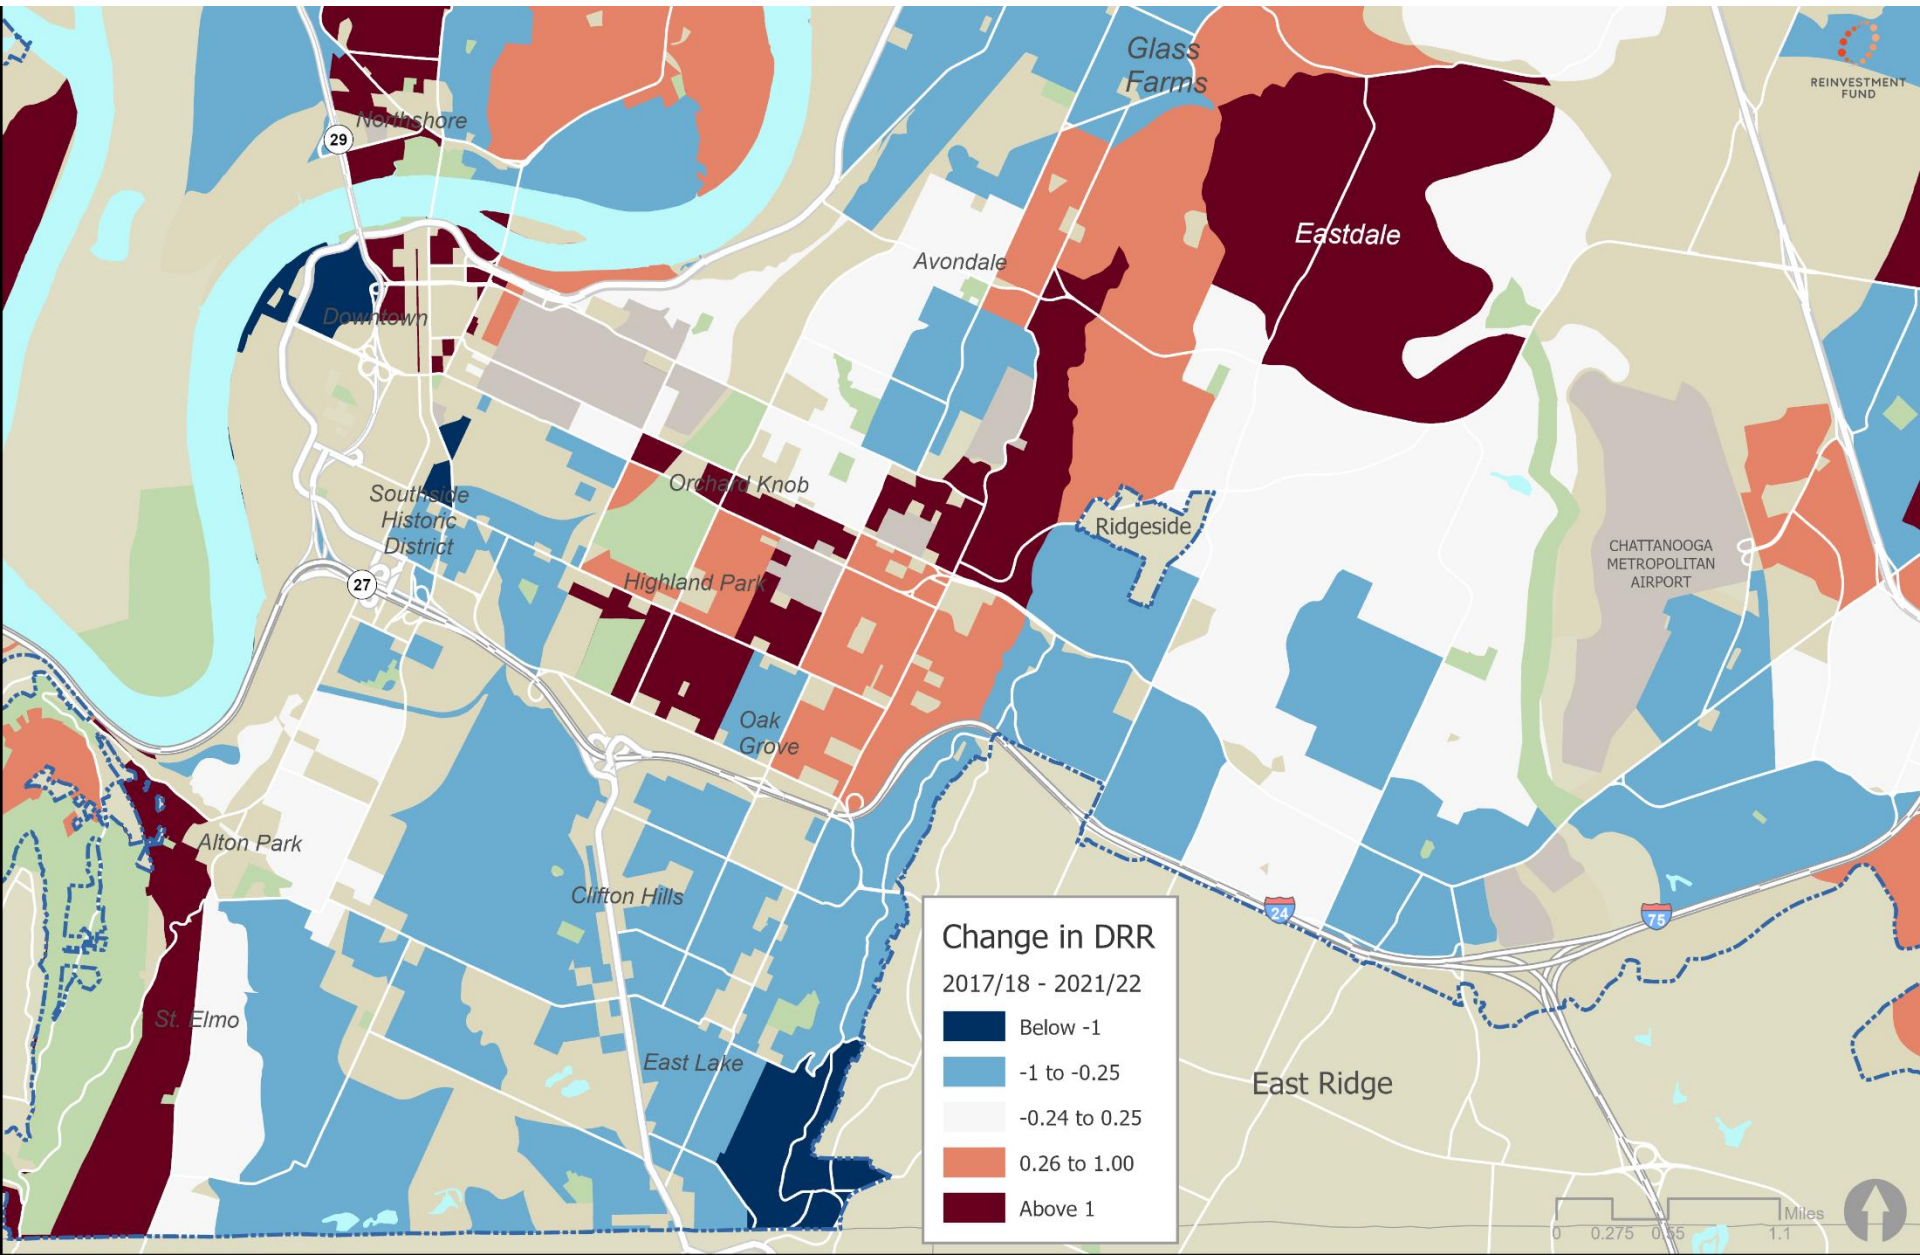 Glass
Farms
REINVESTMENT
FUND
Northshore
29
Eastdale
Avondale
Downtown
Orchard Knob
Southside
Historic
District
Ridgeside
CHATTANOOGA
METROPOLITAN
AIRPORT
27
Highland Park
Oak
Grove
Alton Park
Clifton Hills
24
75
St. Elmo
East Lake
East Ridge
Change in DRR
2017/18 - 2021/22
Below -1
-1 to -0.25
-0.24 to 0.25
0.26 to 1.00
Above 1
Miles
0 0.275 0.55 1.1